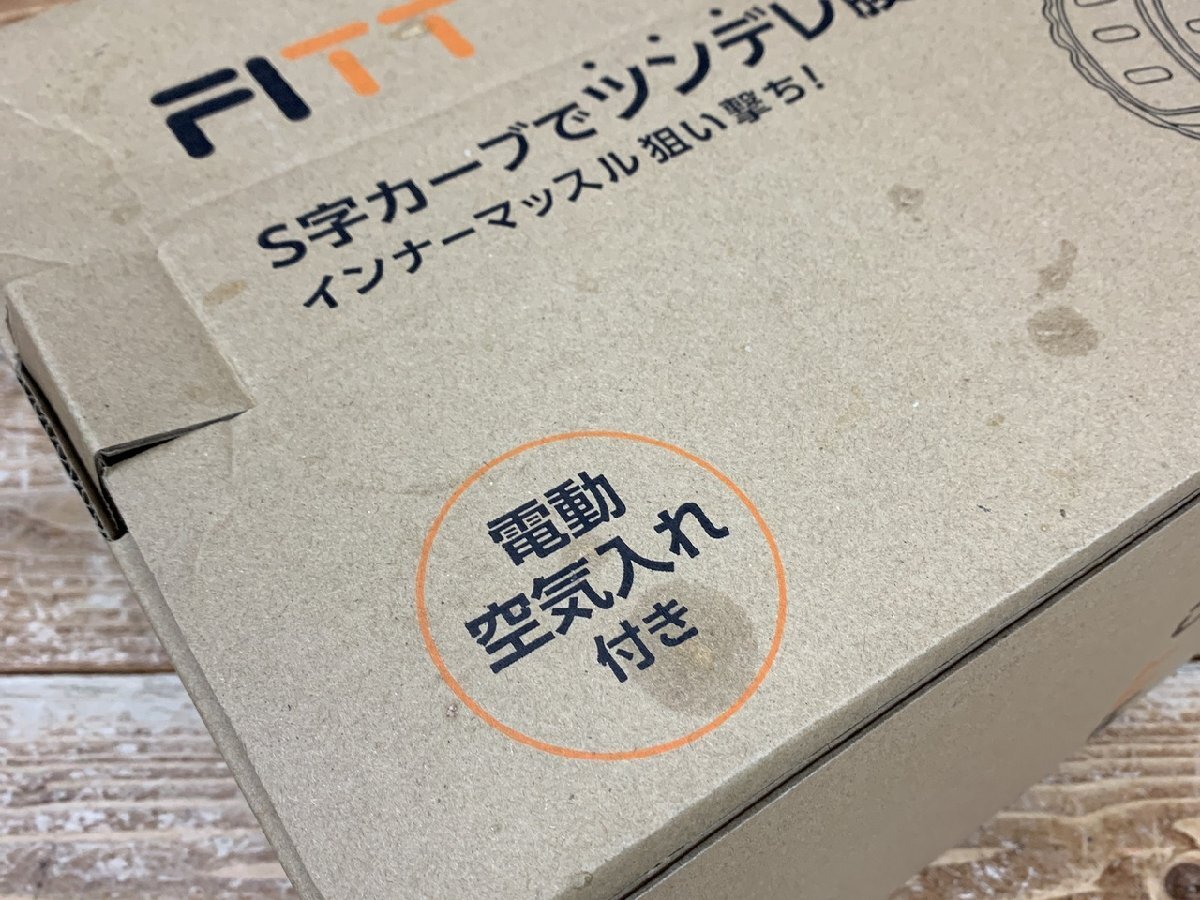 FITT
S字カーブでツンデレ腹
インナーマッスル狙い撃ち!
電動
空気入れ
付き